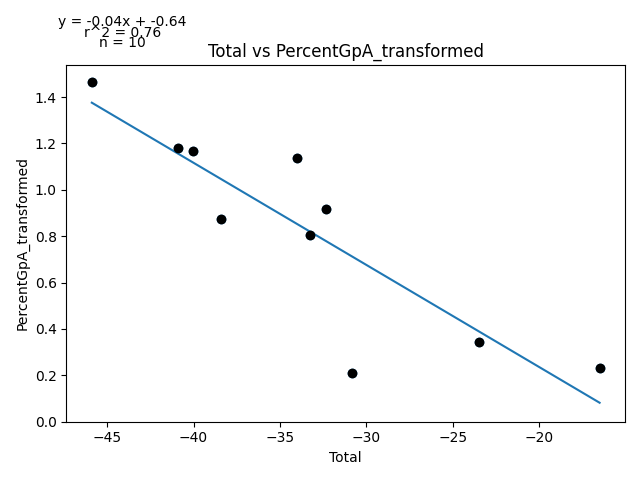 y = -0.04x + -0.64
r^2 = 0.76
n = 10
Total vs PercentGpA_transformed
PercentGpA_transformed
1.4
1.2
1.0
0.8
0.6
0.4
0.2
0.0
−45 −40 −35 −30 −25 −20
Total